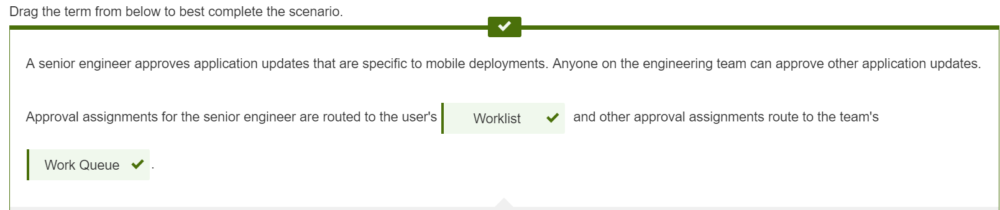 Drag the term from below to best complete the scenario.
A senior engineer approves application updates that are specific to mobile deployments. Anyone on the engineering team can approve other application updates.
Approval assignments for the senior engineer are routed to the user's Worklist and other approval assignments route to the team's
Work Queue .